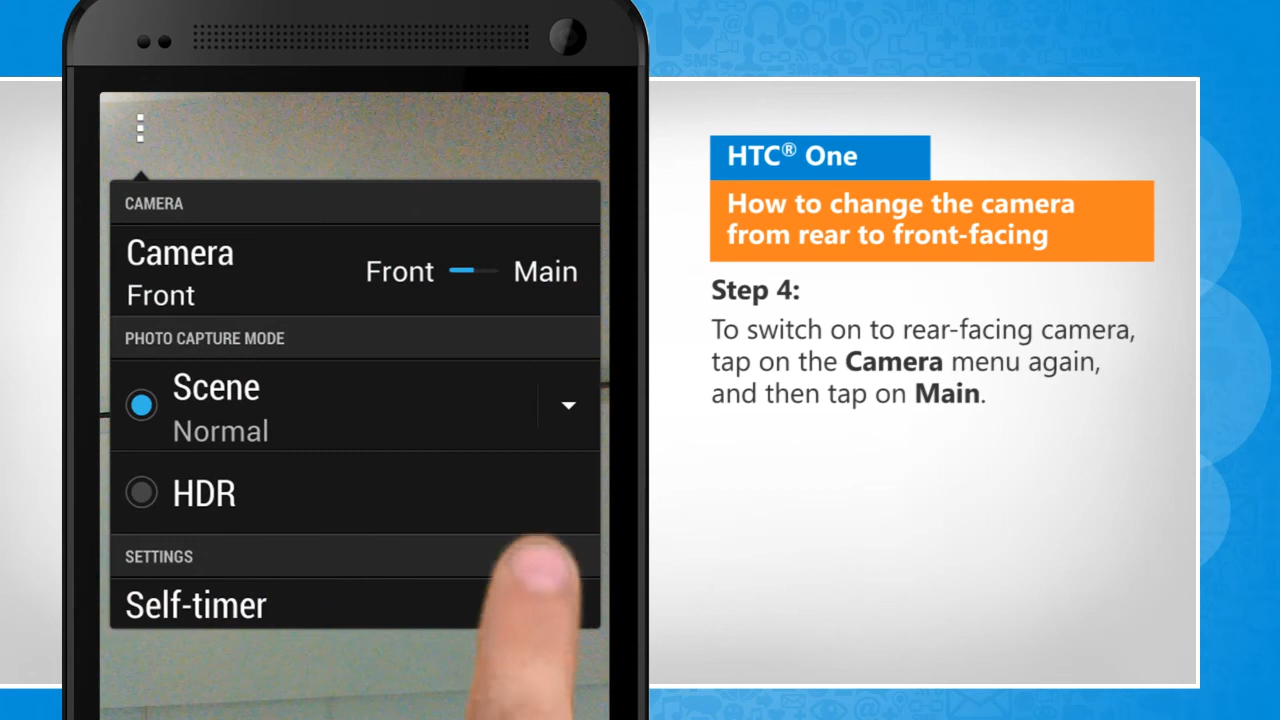 CAMERA
Camera
Front
Front Main
PHOTO CAPTURE MODE
Scene
Normal
HDR
SETTINGS
Self-timer
HTC® One
How to change the camera
from rear to front-facing
Step 4:
To switch on to rear-facing camera,
tap on the Camera menu again,
and then tap on Main.
SMS